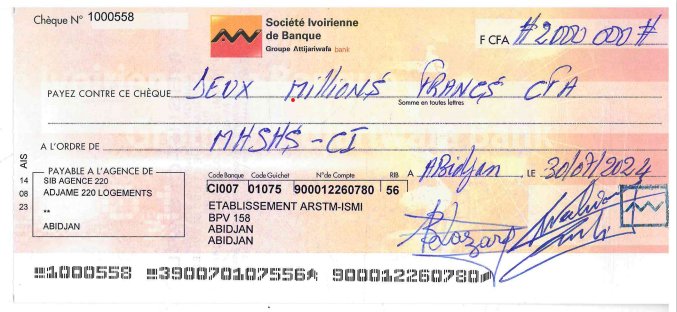 Chèque N° 1000558
Société Ivoirienne
de Banque
Groupe Attijariwafa bank
F CFA # 2000 000 #
PAYEZ CONTRE CE CHEQUE DEUX MILLIONS FRANCS CFA
Somme en toutes lettres
A L'ORDRE DE MHSHS-CI
AIS
14
08
23
PAYABLE A L'AGENCE DE
SIB AGENCE 220
ADJAME 220 LOGEMENTS
**
ABIDJAN
Code Banque Code Guichet N°de Compte RIB
CI007 01075 900012260780 56
ETABLISSEMENT ARSTM-ISMI
BPV 158
ABIDJAN
ABIDJAN
A ABidjan, LE 30/07/2024
1000558 390070107556 900012260780